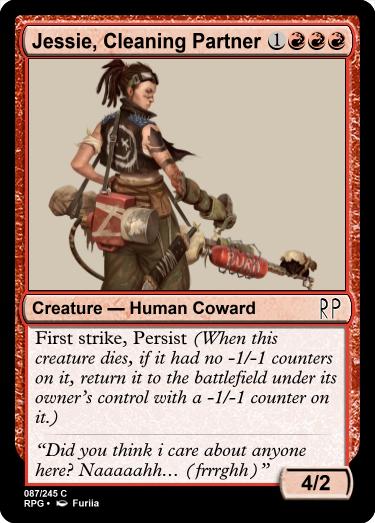 Jessie, Cleaning Partner 1
BURN
Creature — Human Coward
RP
First strike, Persist (When this
creature dies, if it had no -1/-1 counters
on it, return it to the battlefield under its
owner's control with a -1/-1 counter on
it.)
“Did you think i care about anyone
here? Naaaaahh... (frrrghh)”
4/2
087/245 C
RPG • Furiia